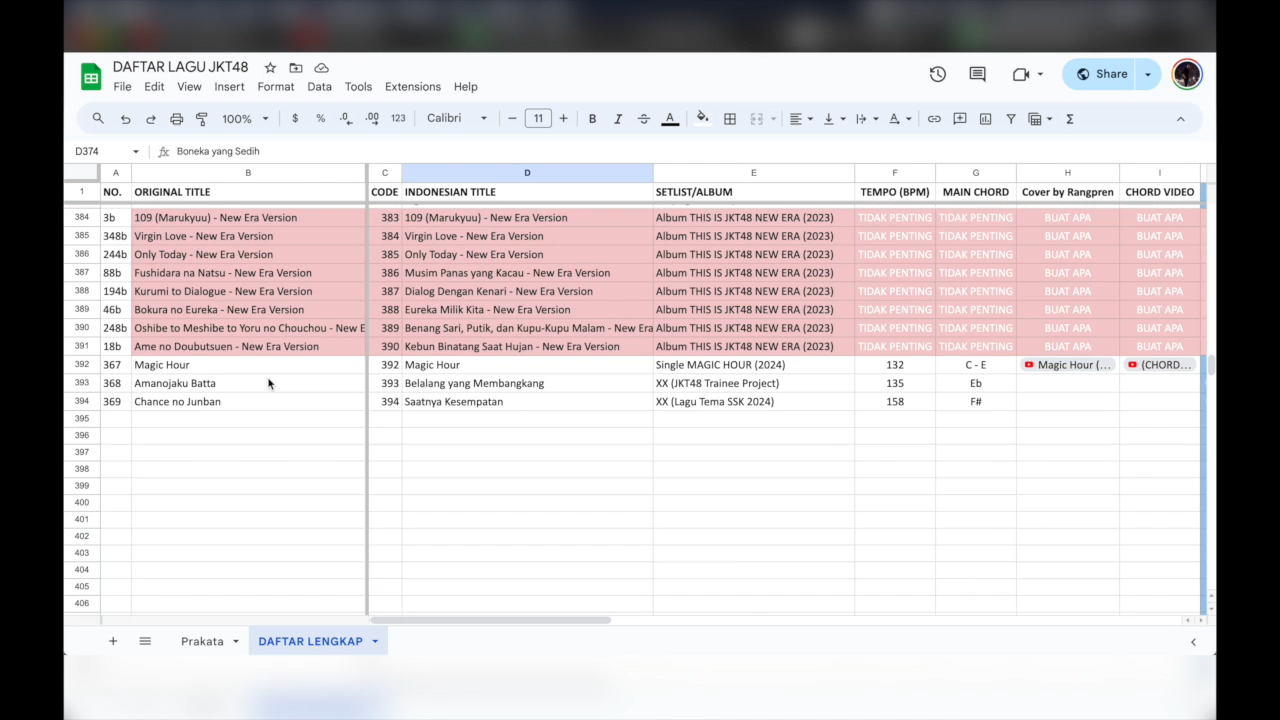 DAFTAR LAGU JKT48
File Edit View Insert Format Data Tools Extensions Help
Share
100% $ % .0 .00 123 Calibri 11 B I A
D374 fx Boneka yang Sedih
A B C D E F G H I
1 NO. ORIGINAL TITLE CODE INDONESIAN TITLE SETLIST/ALBUM TEMPO (BPM) MAIN CHORD Cover by Rangpren CHORD VIDEO
384 3b 109 (Marukyuu) - New Era Version 383 109 (Marukyuu) - New Era Version Album THIS IS JKT48 NEW ERA (2023) TIDAK PENTING TIDAK PENTING BUAT APA BUAT APA
385 348b Virgin Love - New Era Version 384 Virgin Love - New Era Version Album THIS IS JKT48 NEW ERA (2023) TIDAK PENTING TIDAK PENTING BUAT APA BUAT APA
386 244b Only Today - New Era Version 385 Only Today - New Era Version Album THIS IS JKT48 NEW ERA (2023) TIDAK PENTING TIDAK PENTING BUAT APA BUAT APA
387 88b Fushidara na Natsu - New Era Version 386 Musim Panas yang Kacau - New Era Version Album THIS IS JKT48 NEW ERA (2023) TIDAK PENTING TIDAK PENTING BUAT APA BUAT APA
388 194b Kurumi to Dialogue - New Era Version 387 Dialog Dengan Kenari - New Era Version Album THIS IS JKT48 NEW ERA (2023) TIDAK PENTING TIDAK PENTING BUAT APA BUAT APA
389 46b Bokura no Eureka - New Era Version 388 Eureka Milik Kita - New Era Version Album THIS IS JKT48 NEW ERA (2023) TIDAK PENTING TIDAK PENTING BUAT APA BUAT APA
390 248b Oshibe to Meshibe to Yoru no Chouchou - New E 389 Benang Sari, Putik, dan Kupu-Kupu Malam - New Era Album THIS IS JKT48 NEW ERA (2023) TIDAK PENTING TIDAK PENTING BUAT APA BUAT APA
391 18b Ame no Doubutsuen - New Era Version 390 Kebun Binatang Saat Hujan - New Era Version Album THIS IS JKT48 NEW ERA (2023) TIDAK PENTING TIDAK PENTING BUAT APA BUAT APA
392 367 Magic Hour 392 Magic Hour Single MAGIC HOUR (2024) 132 C - E Magic Hour (... (CHORD...
393 368 Amanojaku Batta 393 Belalang yang Membangkang XX (JKT48 Trainee Project) 135 Eb
394 369 Chance no Junban 394 Saatnya Kesempatan XX (Lagu Tema SSK 2024) 158 F#
395
396
397
398
399
400
401
402
403
404
405
406
Prakata DAFTAR LENGKAP